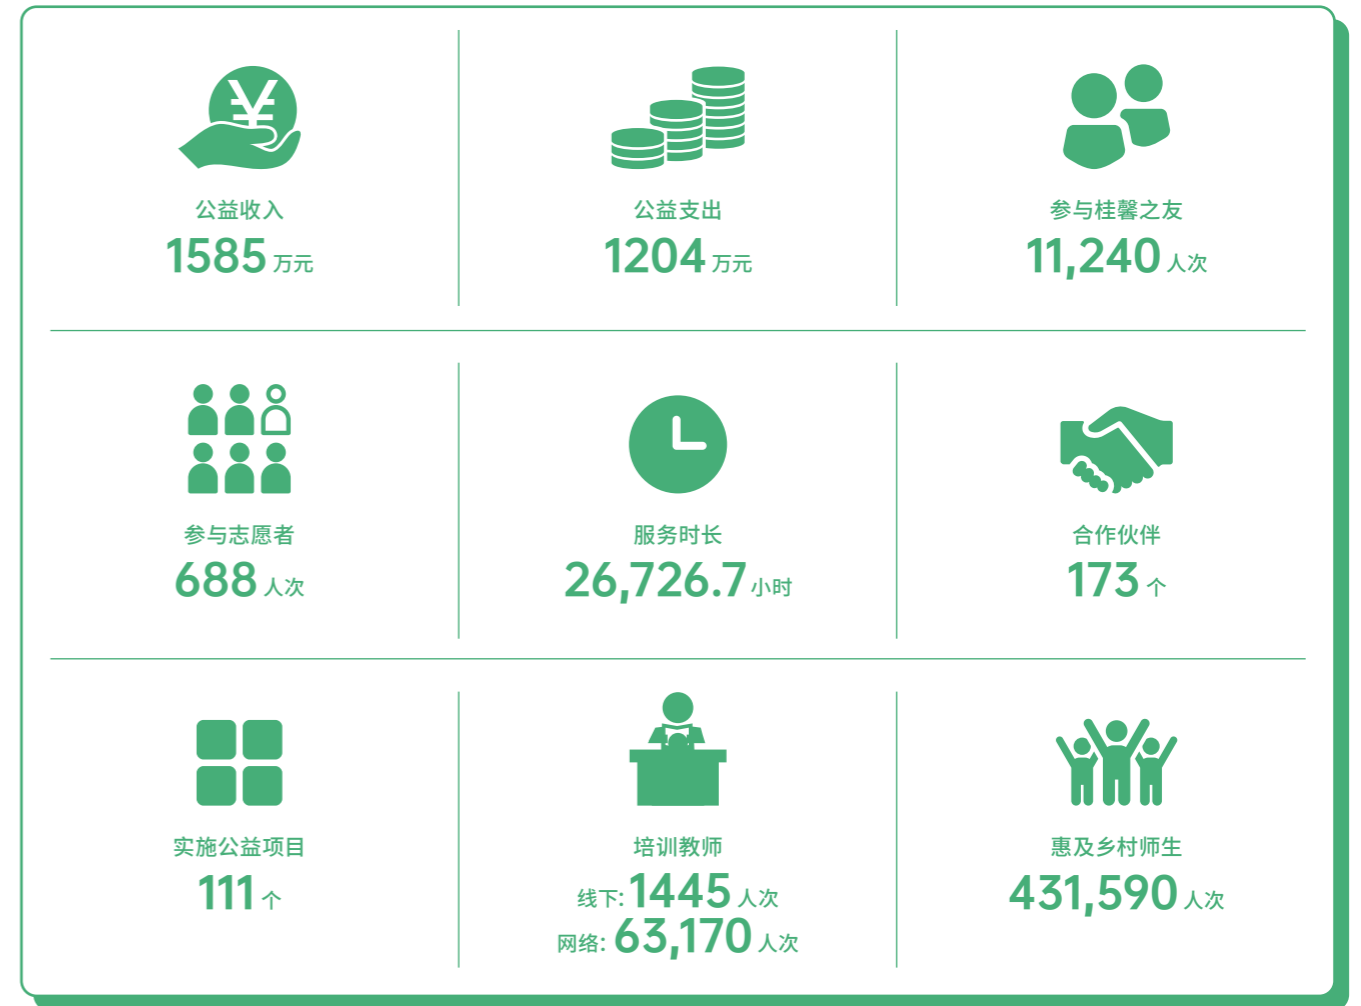 ¥
公益收入
1585 万元
公益支出
1204 万元
参与桂馨之友
11,240 人次
参与志愿者
688 人次
服务时长
26,726.7 小时
合作伙伴
173 个
实施公益项目
111 个
培训教师
线下: 1445 人次
网络: 63,170 人次
惠及乡村师生
431,590 人次